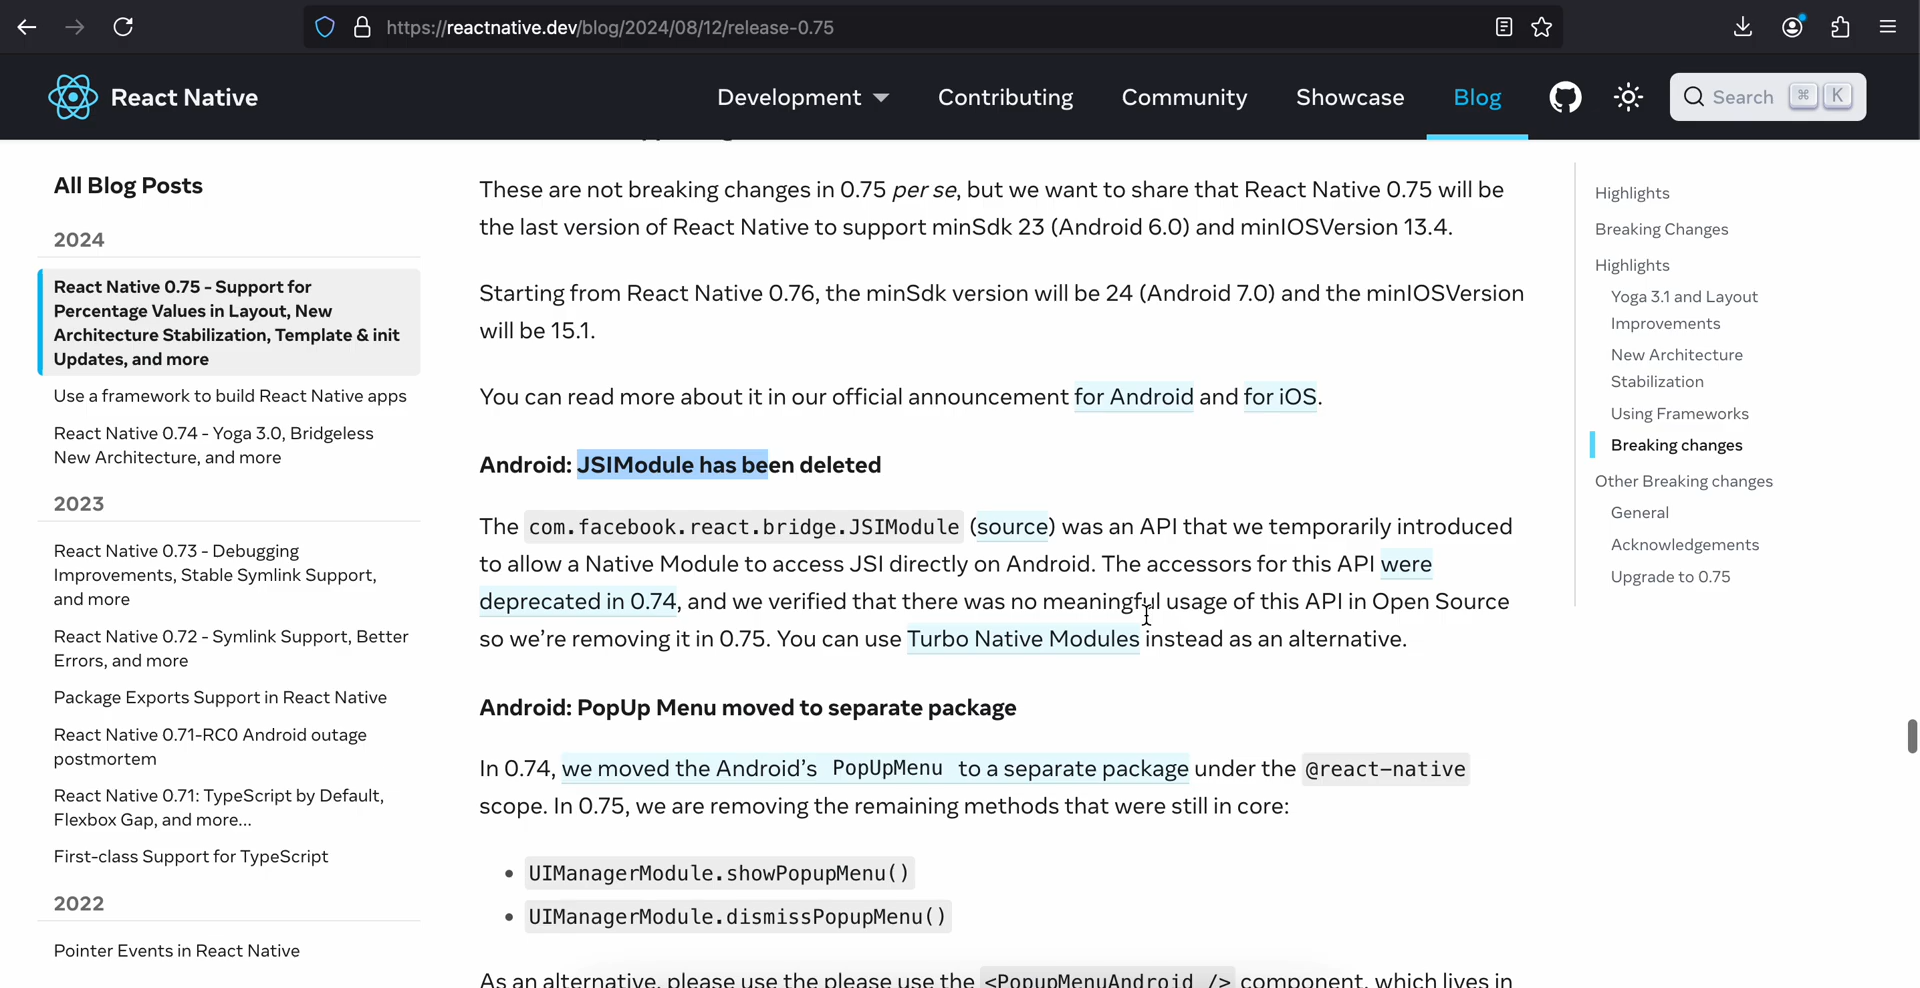 https://reactnative.dev/blog/2024/08/12/release-0.75
React Native
Development
Contributing
Community
Showcase
Blog
Search ⌘ K
All Blog Posts
2024
React Native 0.75 - Support for
Percentage Values in Layout, New
Architecture Stabilization, Template & init
Updates, and more
Use a framework to build React Native apps
React Native 0.74 - Yoga 3.0, Bridgeless
New Architecture, and more
2023
React Native 0.73 - Debugging
Improvements, Stable Symlink Support,
and more
React Native 0.72 - Symlink Support, Better
Errors, and more
Package Exports Support in React Native
React Native 0.71-RC0 Android outage
postmortem
React Native 0.71: TypeScript by Default,
Flexbox Gap, and more...
First-class Support for TypeScript
2022
Pointer Events in React Native
These are not breaking changes in 0.75 per se, but we want to share that React Native 0.75 will be
the last version of React Native to support minSdk 23 (Android 6.0) and minIOSVersion 13.4.
Starting from React Native 0.76, the minSdk version will be 24 (Android 7.0) and the minIOSVersion
will be 15.1.
You can read more about it in our official announcement for Android and for iOS.
Android: JSIModule has been deleted
The com.facebook.react.bridge.JSIModule (source) was an API that we temporarily introduced
to allow a Native Module to access JSI directly on Android. The accessors for this API were
deprecated in 0.74, and we verified that there was no meaningful usage of this API in Open Source
so we’re removing it in 0.75. You can use Turbo Native Modules instead as an alternative.
Android: PopUp Menu moved to separate package
In 0.74, we moved the Android’s PopUpMenu to a separate package under the @react-native
scope. In 0.75, we are removing the remaining methods that were still in core:
• UIManagerModule.showPopupMenu()
• UIManagerModule.dismissPopupMenu()
As an alternative, please use the please use the <PopupMenuAndroid /> component, which lives in
Highlights
Breaking Changes
Highlights
Yoga 3.1 and Layout
Improvements
New Architecture
Stabilization
Using Frameworks
Breaking changes
Other Breaking changes
General
Acknowledgements
Upgrade to 0.75